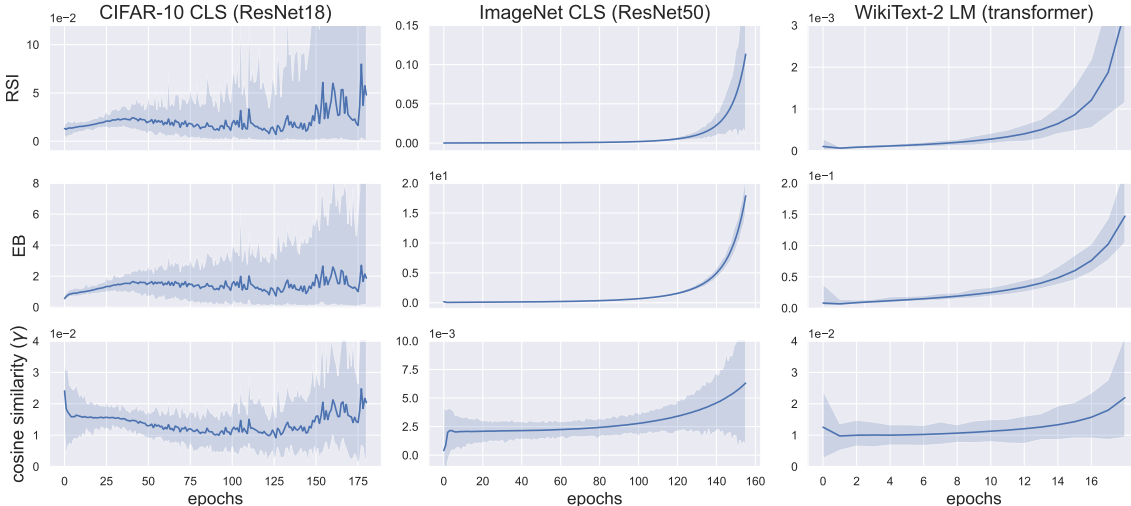 CIFAR-10 CLS (ResNet18)
ImageNet CLS (ResNet50)
WikiText-2 LM (transformer)
RSI
1e−2
10
5
0
0.15
0.10
0.05
0.00
1e−3
3
2
1
0
EB
8
6
4
2
0
1e1
2.0
1.5
1.0
0.5
0.0
1e−1
2.0
1.5
1.0
0.5
0.0
cosine similarity (γ)
1e−2
4
3
2
1
0
1e−3
10.0
7.5
5.0
2.5
0.0
1e−2
4
3
2
1
0
0 25 50 75 100 125 150 175
0 20 40 60 80 100 120 140 160
0 2 4 6 8 10 12 14 16
epochs
epochs
epochs